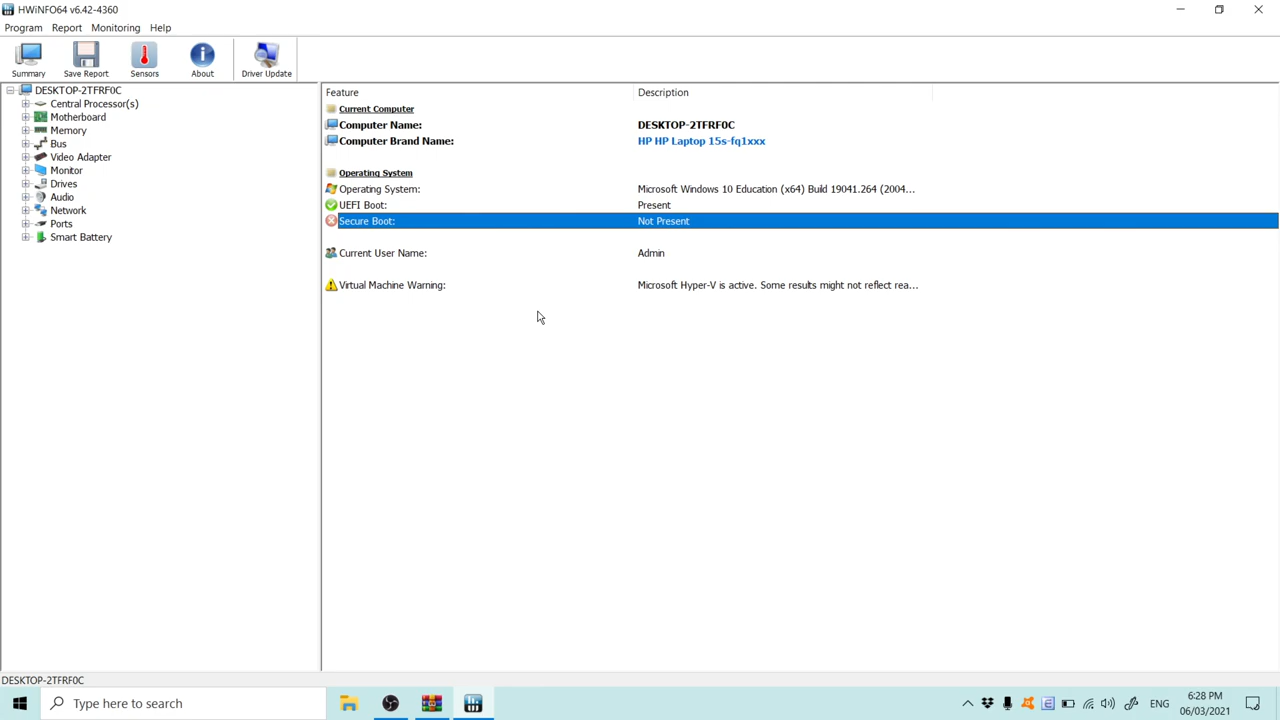 HWiNFO64 v6.42-4360
Program Report Monitoring Help
Summary Save Report Sensors About Driver Update
DESKTOP-2TFRF0C
Central Processor(s)
Motherboard
Memory
Bus
Video Adapter
Monitor
Drives
Audio
Network
Ports
Smart Battery
Feature Description
Current Computer
Computer Name: DESKTOP-2TFRF0C
Computer Brand Name: HP HP Laptop 15s-fq1xxx
Operating System
Operating System: Microsoft Windows 10 Education (x64) Build 19041.264 (2004...
UEFI Boot: Present
Secure Boot: Not Present
Current User Name: Admin
Virtual Machine Warning: Microsoft Hyper-V is active. Some results might not reflect rea...
DESKTOP-2TFRF0C
Type here to search
ENG
6:28 PM
06/03/2021